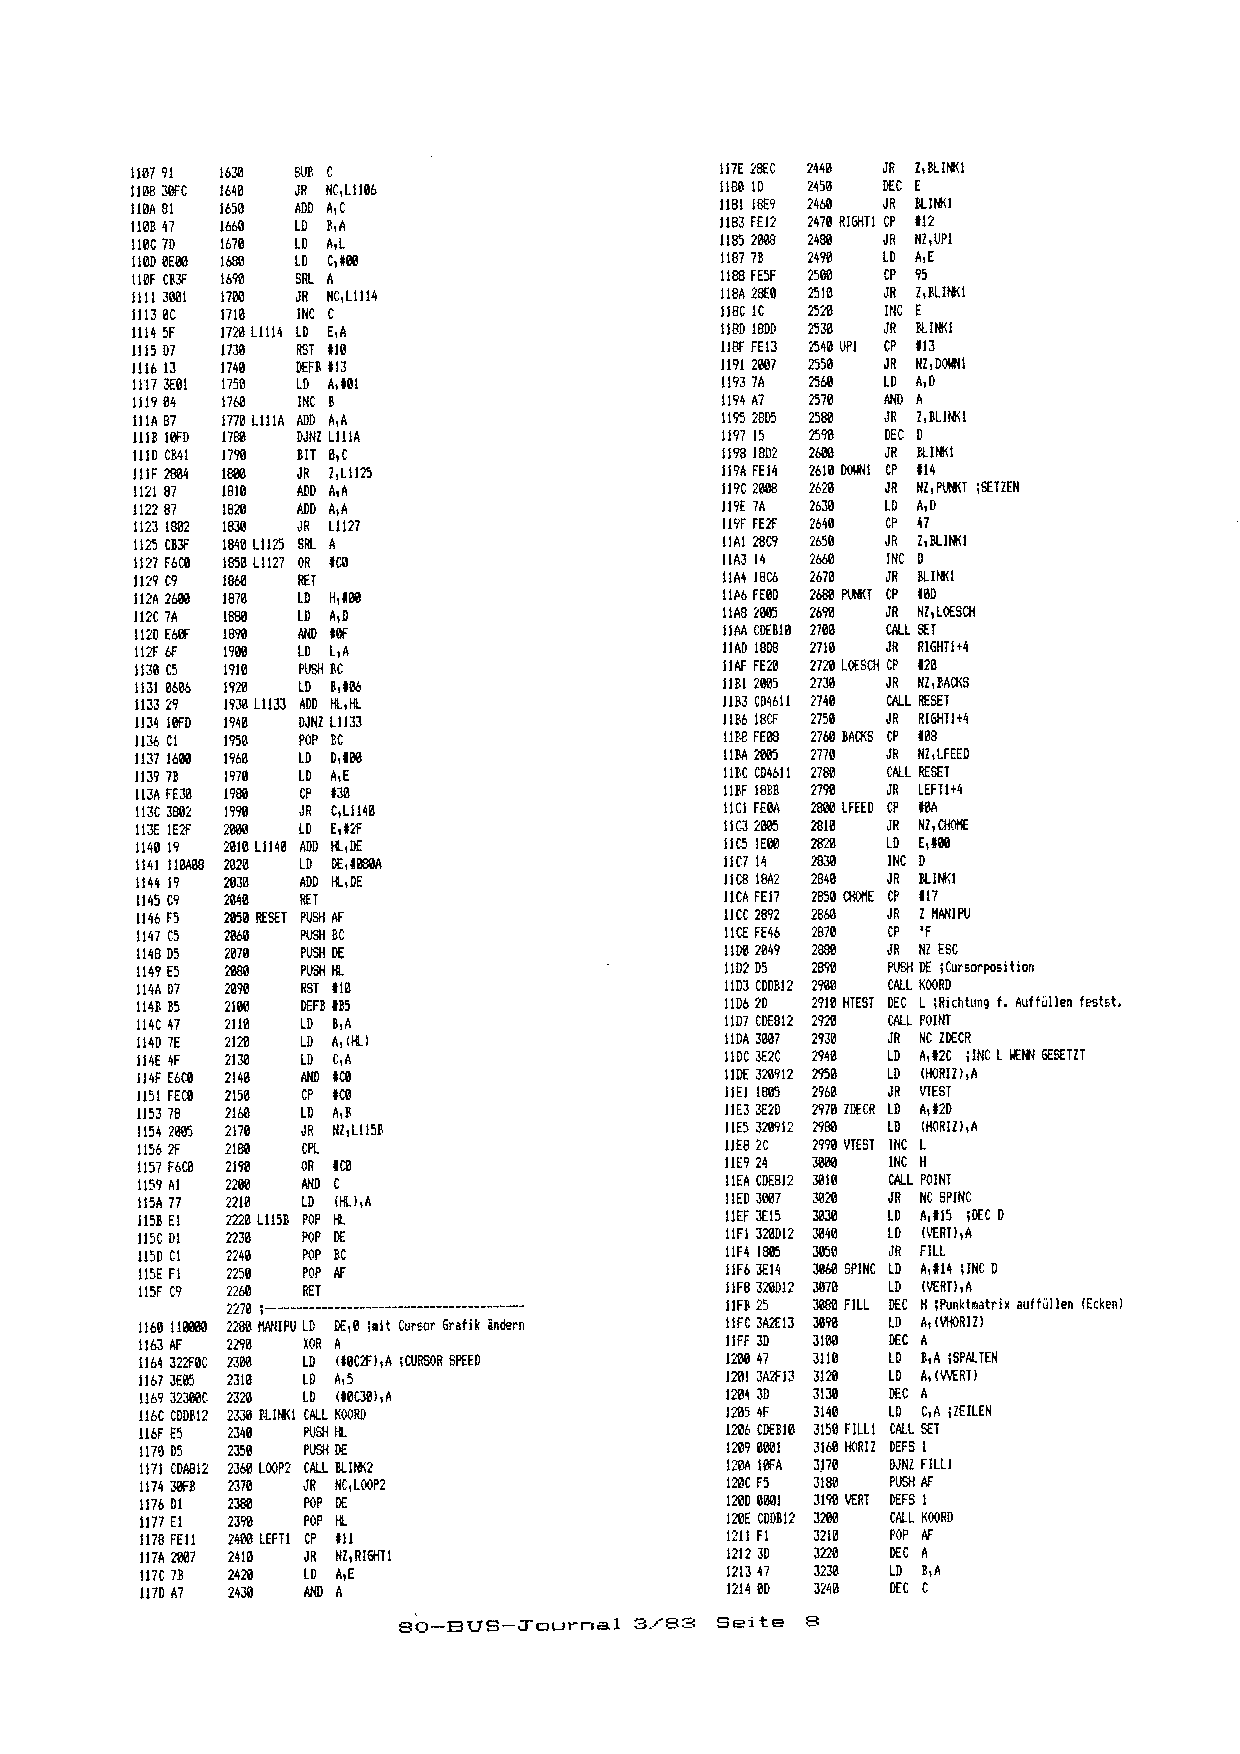 1107 91 1630 SUB C
1108 30FC 1640 JR NC,L1106
110A 81 1650 ADD A,C
110B 47 1660 LD B,A
110C 7D 1670 LD A,L
110D 0E00 1680 LD C,#00
110F CB3F 1690 SRL A
1111 3001 1700 JR NC,L1114
1113 0C 1710 INC C
1114 5F 1720 L1114 LD E,A
1115 D7 1730 RST #10
1116 13 1740 DEFB #13
1117 3E01 1750 LD A,#01
1119 04 1760 INC B
111A 87 1770 L111A ADD A,A
111B 10FD 1780 DJNZ L111A
111D CB41 1790 BIT 0,C
111F 2804 1800 JR Z,L1125
1121 87 1810 ADD A,A
1122 87 1820 ADD A,A
1123 1802 1830 JR L1127
1125 CB3F 1840 L1125 SRL A
1127 F6C0 1850 L1127 OR #C0
1129 C9 1860 RET
112A 2600 1870 LD H,#00
112C 7A 1880 LD A,D
112D E60F 1890 AND #0F
112F 6F 1900 LD L,A
1130 C5 1910 PUSH BC
1131 0606 1920 LD B,#06
1133 29 1930 L1133 ADD HL,HL
1134 10FD 1940 DJNZ L1133
1136 C1 1950 POP BC
1137 1600 1960 LD D,#00
1139 7B 1970 LD A,E
113A FE30 1980 CP #30
113C 3802 1990 JR C,L1140
113E 1E2F 2000 LD E,#2F
1140 19 2010 L1140 ADD HL,DE
1141 110A08 2020 LD DE,#080A
1144 19 2030 ADD HL,DE
1145 C9 2040 RET
1146 F5 2050 RESET PUSH AF
1147 C5 2060 PUSH BC
1148 D5 2070 PUSH DE
1149 E5 2080 PUSH HL
114A D7 2090 RST #10
114B B5 2100 DEFB #B5
114C 47 2110 LD B,A
114D 7E 2120 LD A,(HL)
114E 4F 2130 LD C,A
114F E6C0 2140 AND #C0
1151 FEC0 2150 CP #C0
1153 78 2160 LD A,B
1154 2005 2170 JR NZ,L115B
1156 2F 2180 CPL
1157 F6C0 2190 OR #C0
1159 A1 2200 AND C
115A 77 2210 LD (HL),A
115B E1 2220 L115B POP HL
115C D1 2230 POP DE
115D C1 2240 POP BC
115E F1 2250 POP AF
115F C9 2260 RET
2270 ;------------------------------------
1160 110000 2280 MANIPU LD DE,0 ;mit Cursor Grafik ändern
1163 AF 2290 XOR A
1164 322F0C 2300 LD (#0C2F),A ;CURSOR SPEED
1167 3E05 2310 LD A,5
1169 32300C 2320 LD (#0C30),A
116C CDDB12 2330 BLINK1 CALL KOORD
116F E5 2340 PUSH HL
1170 D5 2350 PUSH DE
1171 CDAB12 2360 LOOP2 CALL BLINK2
1174 30FB 2370 JR NC,LOOP2
1176 D1 2380 POP DE
1177 E1 2390 POP HL
1178 FE11 2400 LEFT1 CP #11
117A 2007 2410 JR NZ,RIGHT1
117C 7B 2420 LD A,E
117D A7 2430 AND A
117E 28EC 2440 JR Z,BLINK1
1180 1D 2450 DEC E
1181 18E9 2460 JR BLINK1
1183 FE12 2470 RIGHT1 CP #12
1185 2008 2480 JR NZ,UP1
1187 7B 2490 LD A,E
1188 FE5F 2500 CP 95
118A 28E0 2510 JR Z,BLINK1
118C 1C 2520 INC E
118D 18DD 2530 JR BLINK1
118F FE13 2540 UP1 CP #13
1191 2007 2550 JR NZ,DOWN1
1193 7A 2560 LD A,D
1194 A7 2570 AND A
1195 28D5 2580 JR Z,BLINK1
1197 15 2590 DEC D
1198 18D2 2600 JR BLINK1
119A FE14 2610 DOWN1 CP #14
119C 2008 2620 JR NZ,PUNKT ;SETZEN
119E 7A 2630 LD A,D
119F FE2F 2640 CP 47
11A1 28C9 2650 JR Z,BLINK1
11A3 14 2660 INC D
11A4 18C6 2670 JR BLINK1
11A6 FE0D 2680 PUNKT CP #0D
11A8 2005 2690 JR NZ,LOESCH
11AA CDEB10 2700 CALL SET
11AD 18D8 2710 JR RIGHT1+4
11AF FE20 2720 LOESCH CP #20
11B1 2005 2730 JR NZ,BACKS
11B3 CD4611 2740 CALL RESET
11B6 18CF 2750 JR RIGHT1+4
11B8 FE08 2760 BACKS CP #08
11BA 2005 2770 JR NZ,LFEED
11BC CD4611 2780 CALL RESET
11BF 18BB 2790 JR LEFT1+4
11C1 FE0A 2800 LFEED CP #0A
11C3 2005 2810 JR NZ,CHOME
11C5 1E00 2820 LD E,#00
11C7 14 2830 INC D
11C8 18A2 2840 JR BLINK1
11CA FE17 2850 CHOME CP #17
11CC 2892 2860 JR Z MANIPU
11CE FE46 2870 CP "F
11D0 2049 2880 JR NZ ESC
11D2 D5 2890 PUSH DE ;Cursorposition
11D3 CDDB12 2900 CALL KOORD
11D6 2D 2910 HTEST DEC L ;Richtung f. Auffüllen festst.
11D7 CDE812 2920 CALL POINT
11DA 3007 2930 JR NC ZDECR
11DC 3E2C 2940 LD A,#2C ;INC L WENN GESETZT
11DE 320912 2950 LD (HORIZ),A
11E1 1805 2960 JR VTEST
11E3 3E2D 2970 ZDECR LD A,#2D
11E5 320912 2980 LD (HORIZ),A
11E8 2C 2990 VTEST INC L
11E9 24 3000 INC H
11EA CDE812 3010 CALL POINT
11ED 3007 3020 JR NC SPINC
11EF 3E15 3030 LD A,#15 ;DEC D
11F1 320D12 3040 LD (VERT),A
11F4 1805 3050 JR FILL
11F6 3E14 3060 SPINC LD A,#14 ;INC D
11F8 320D12 3070 LD (VERT),A
11FB 25 3080 FILL DEC H ;Punktmatrix auffüllen (Ecken)
11FC 3A2E13 3090 LD A,(VHORIZ)
11FF 3D 3100 DEC A
1200 47 3110 LD B,A ;SPALTEN
1201 3A2F13 3120 LD A,(VVERT)
1204 3D 3130 DEC A
1205 4F 3140 LD C,A ;ZEILEN
1206 CDEB10 3150 FILL1 CALL SET
1209 0001 3160 HORIZ DEFS 1
120A 10FA 3170 DJNZ FILL1
120C F5 3180 PUSH AF
120D 0001 3190 VERT DEFS 1
120E CDDB12 3200 CALL KOORD
1211 F1 3210 POP AF
1212 3D 3220 DEC A
1213 47 3230 LD B,A
1214 0D 3240 DEC C
80-BUS-Journal 3/83 Seite 8